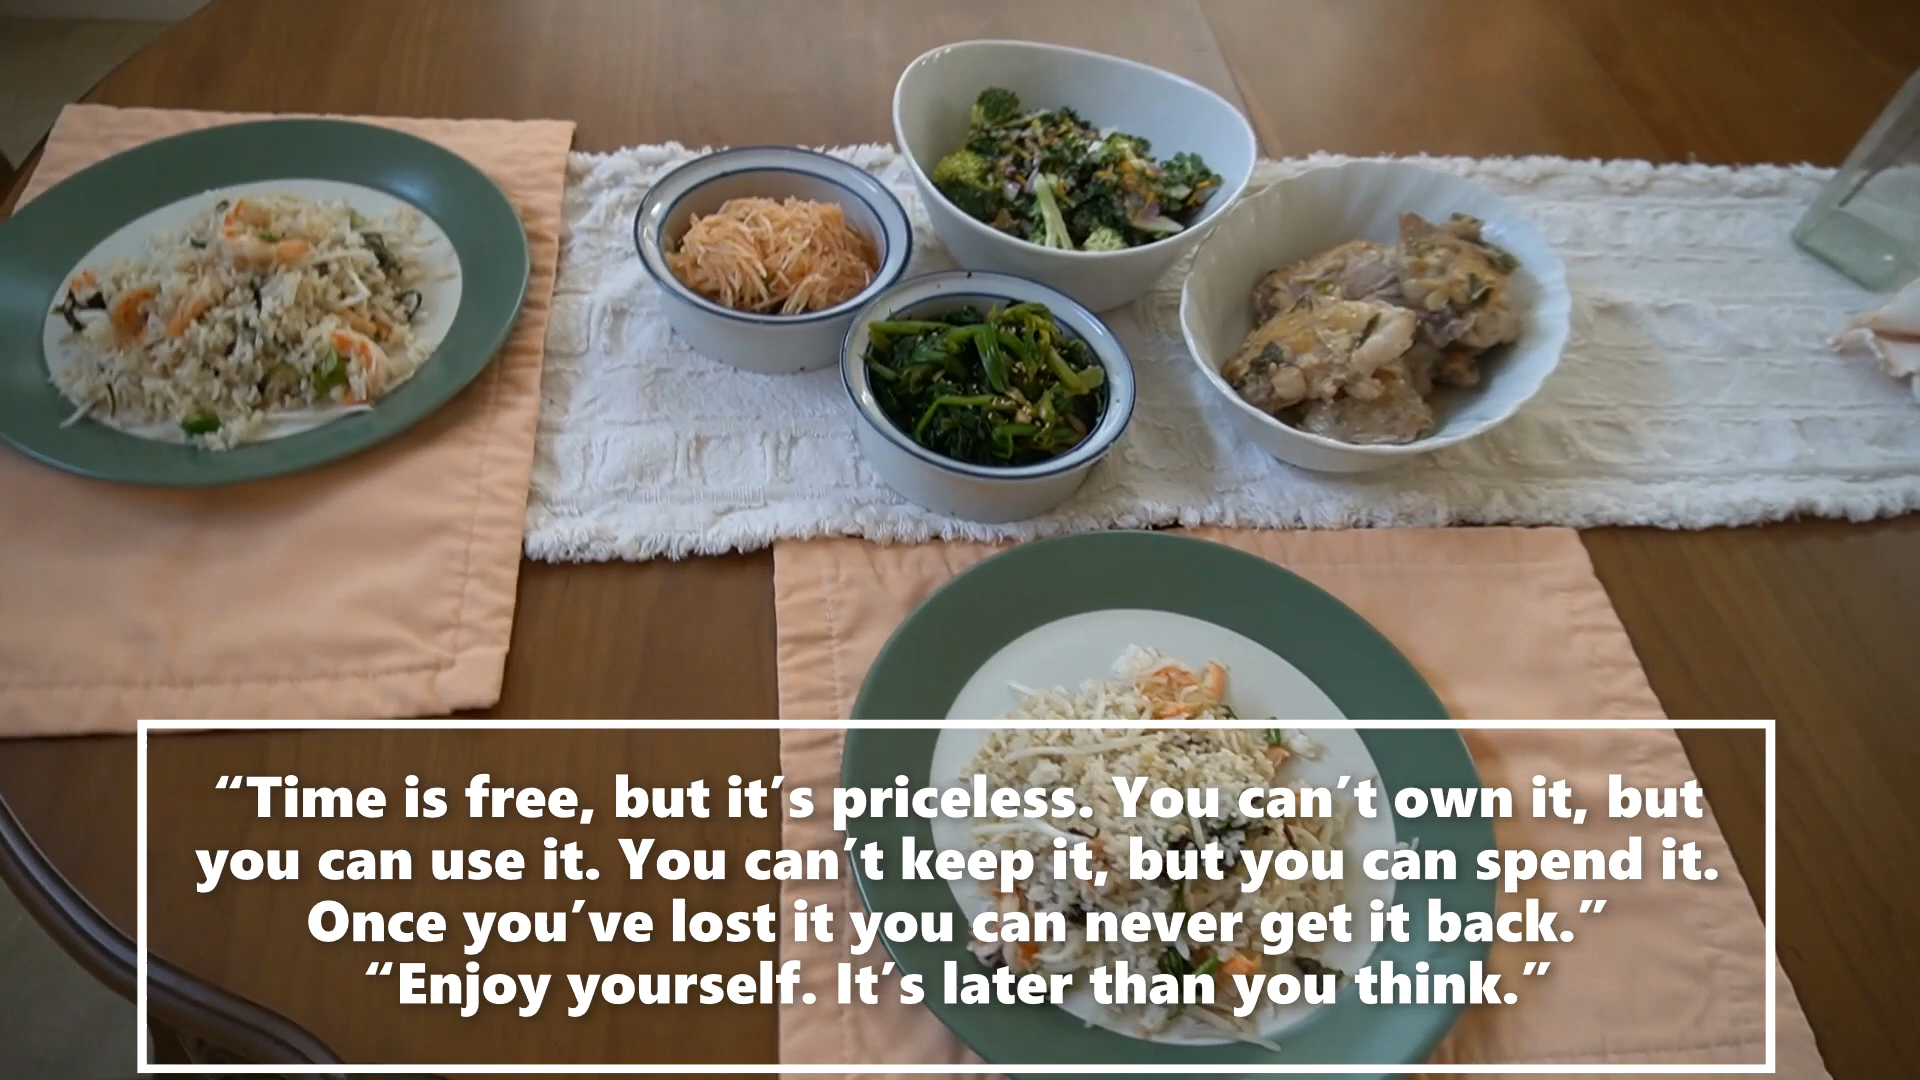 “Time is free, but it’s priceless. You can’t own it, but
you can use it. You can’t keep it, but you can spend it.
Once you’ve lost it you can never get it back.”
“Enjoy yourself. It’s later than you think.”